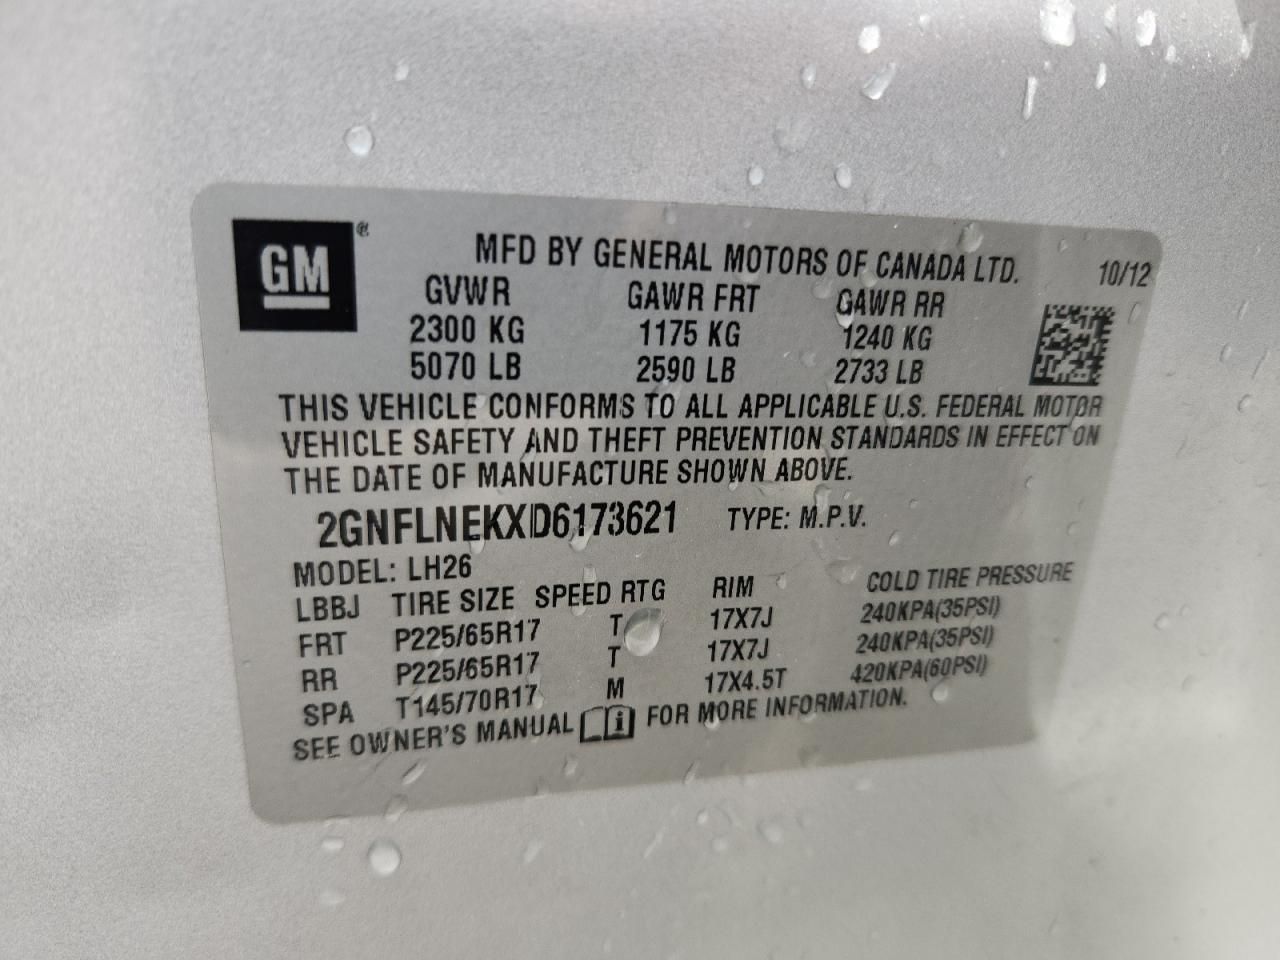 GM ®
MFD BY GENERAL MOTORS OF CANADA LTD. 10/12
GVWR GAWR FRT GAWR RR
2300 KG 1175 KG 1240 KG
5070 LB 2590 LB 2733 LB
THIS VEHICLE CONFORMS TO ALL APPLICABLE U.S. FEDERAL MOTOR
VEHICLE SAFETY AND THEFT PREVENTION STANDARDS IN EFFECT ON
THE DATE OF MANUFACTURE SHOWN ABOVE.
2GNFLNEKXD6173621 TYPE: M.P.V.
MODEL: LH26
LBBJ TIRE SIZE SPEED RTG RIM COLD TIRE PRESSURE
FRT P225/65R17 T 17X7J 240KPA(35PSI)
RR P225/65R17 T 17X7J 240KPA(35PSI)
SPA T145/70R17 M 17X4.5T 420KPA(60PSI)
SEE OWNER'S MANUAL i FOR MORE INFORMATION.